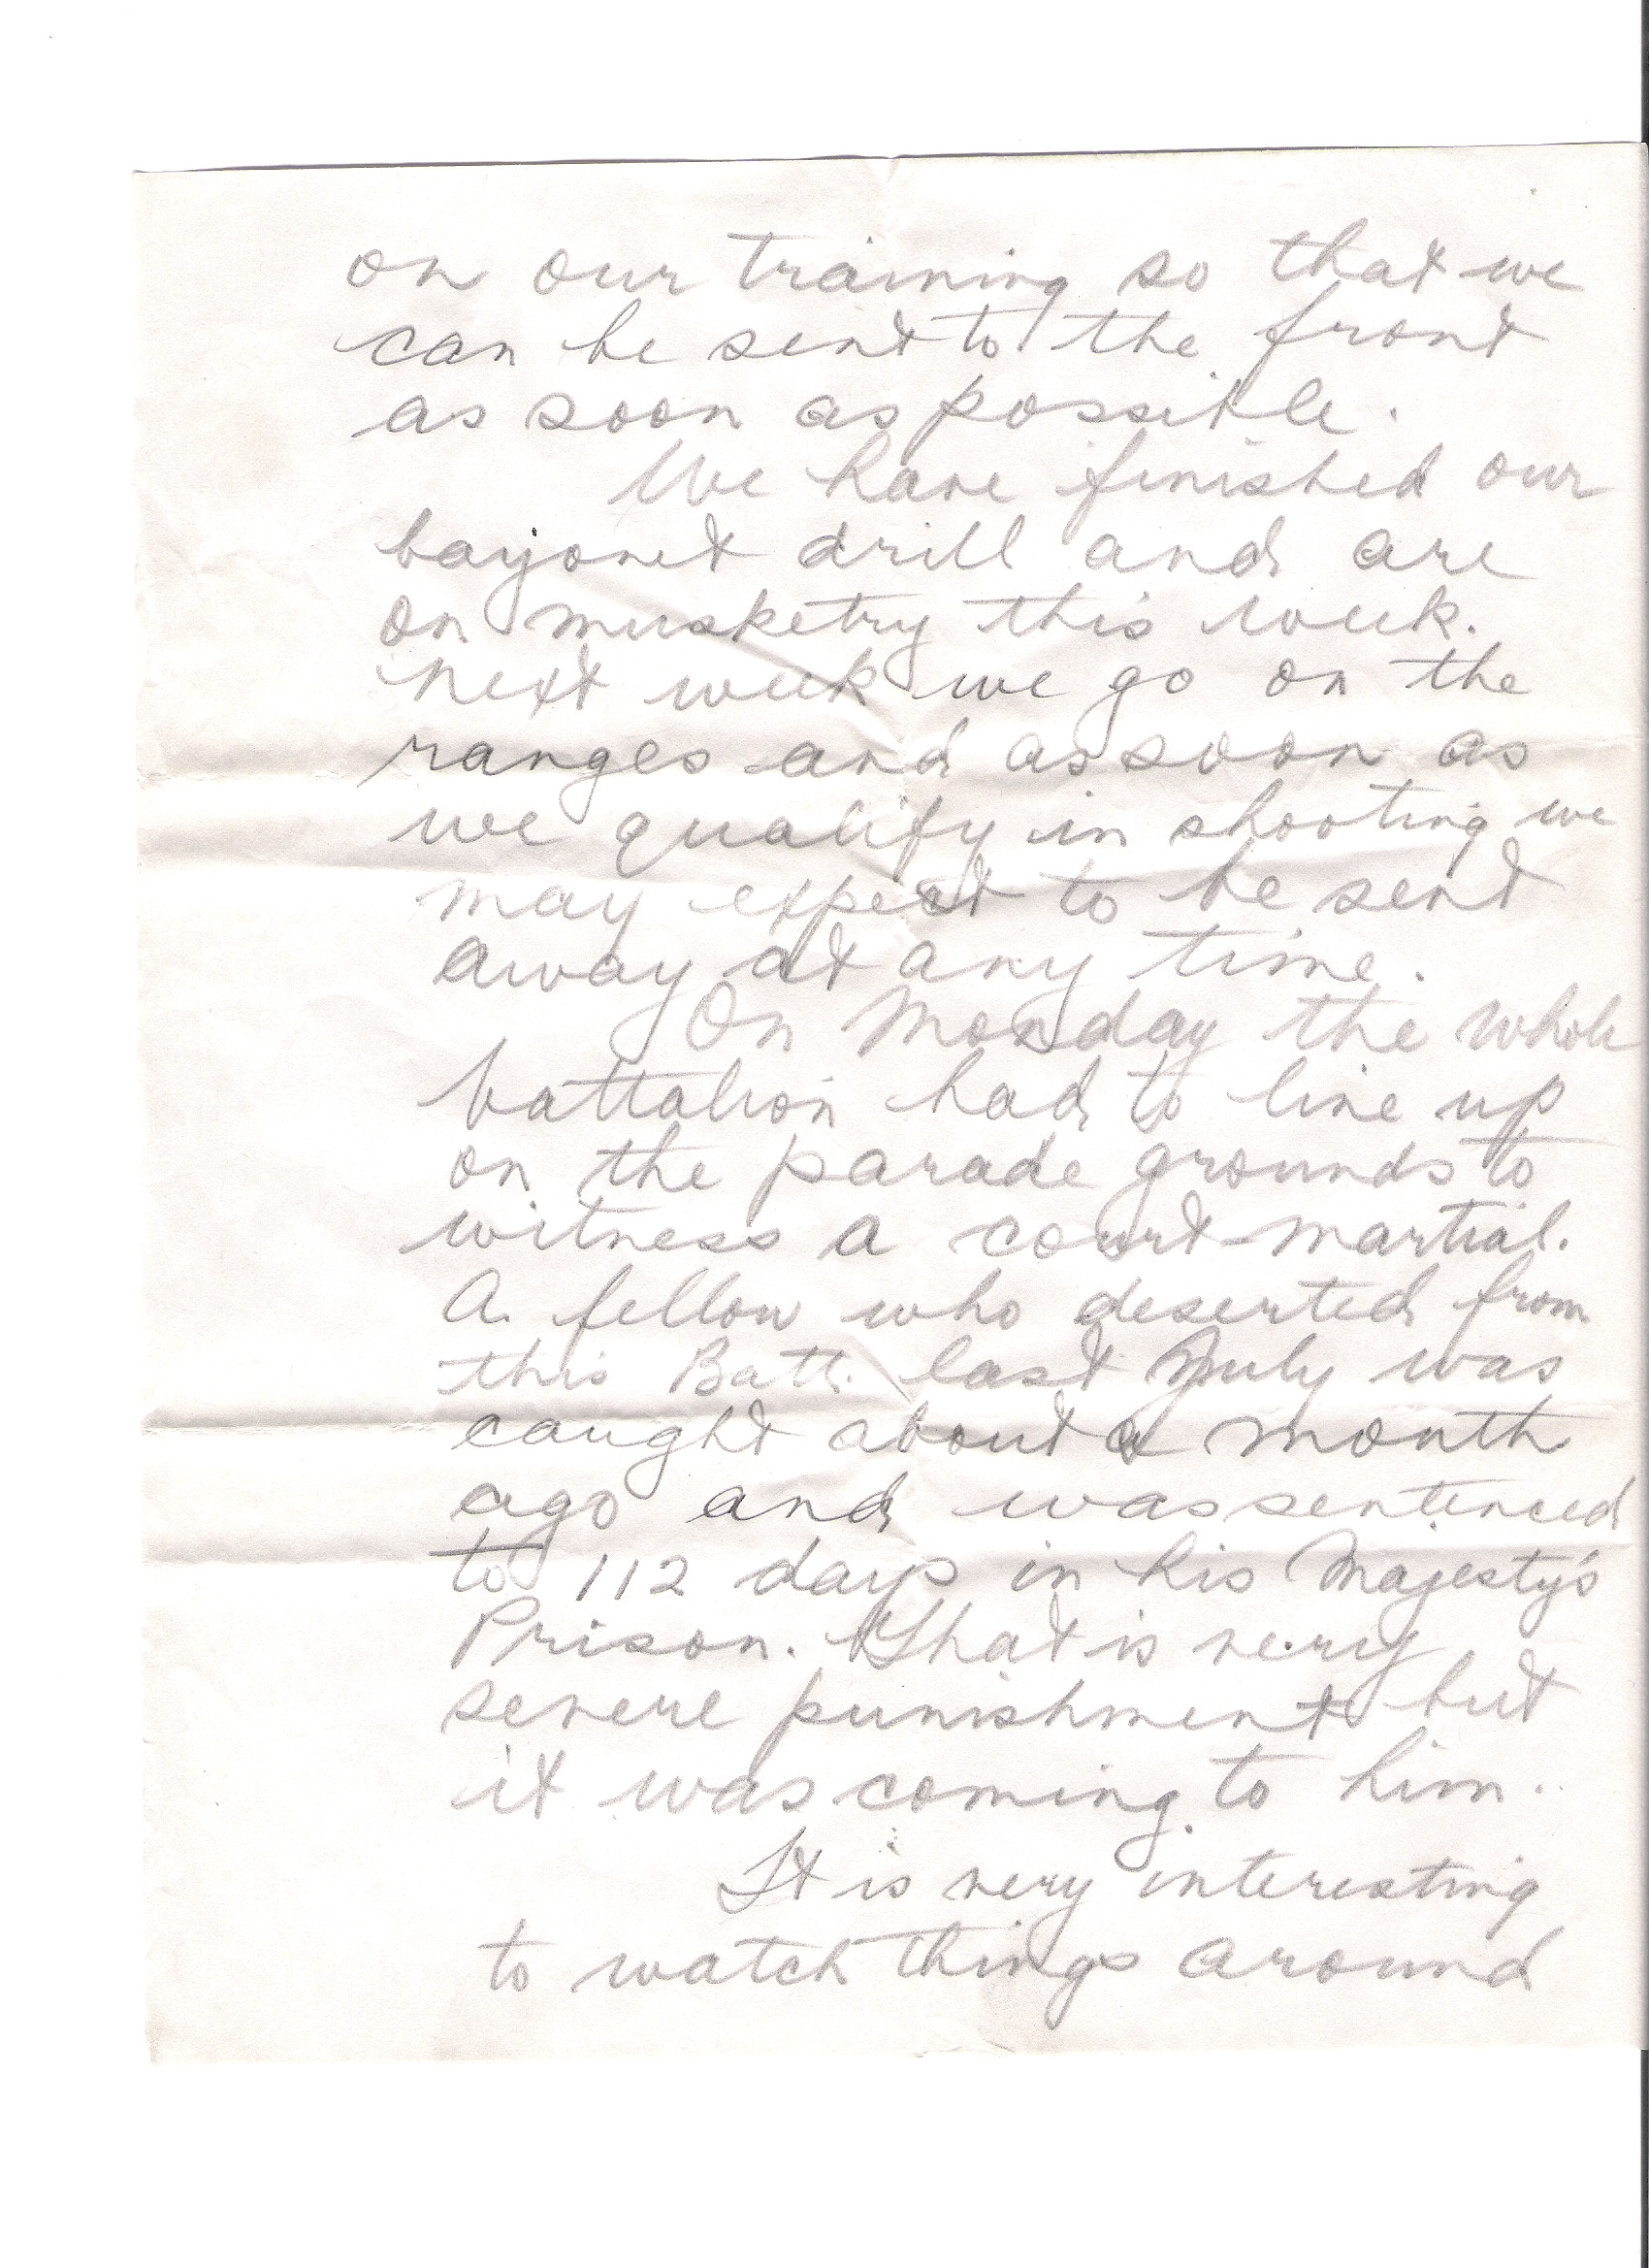 on our training so that we
can be sent to the front
as soon as possible.
We have finished our
bayonet drill and are
on musketry this week.
Next week we go on the
ranges and as soon as
we qualify in shooting we
may expect to be sent
away at any time.
On Monday the whole
battalion had to line up
on the parade grounds to
witness a court-martial.
A fellow who deserted from
this Batt. last July was
caught about a month
ago and was sentenced
to 112 days in his Majesty's
Prison. That is very
severe punishment but
it was coming to him.
It is very interesting
to watch things around